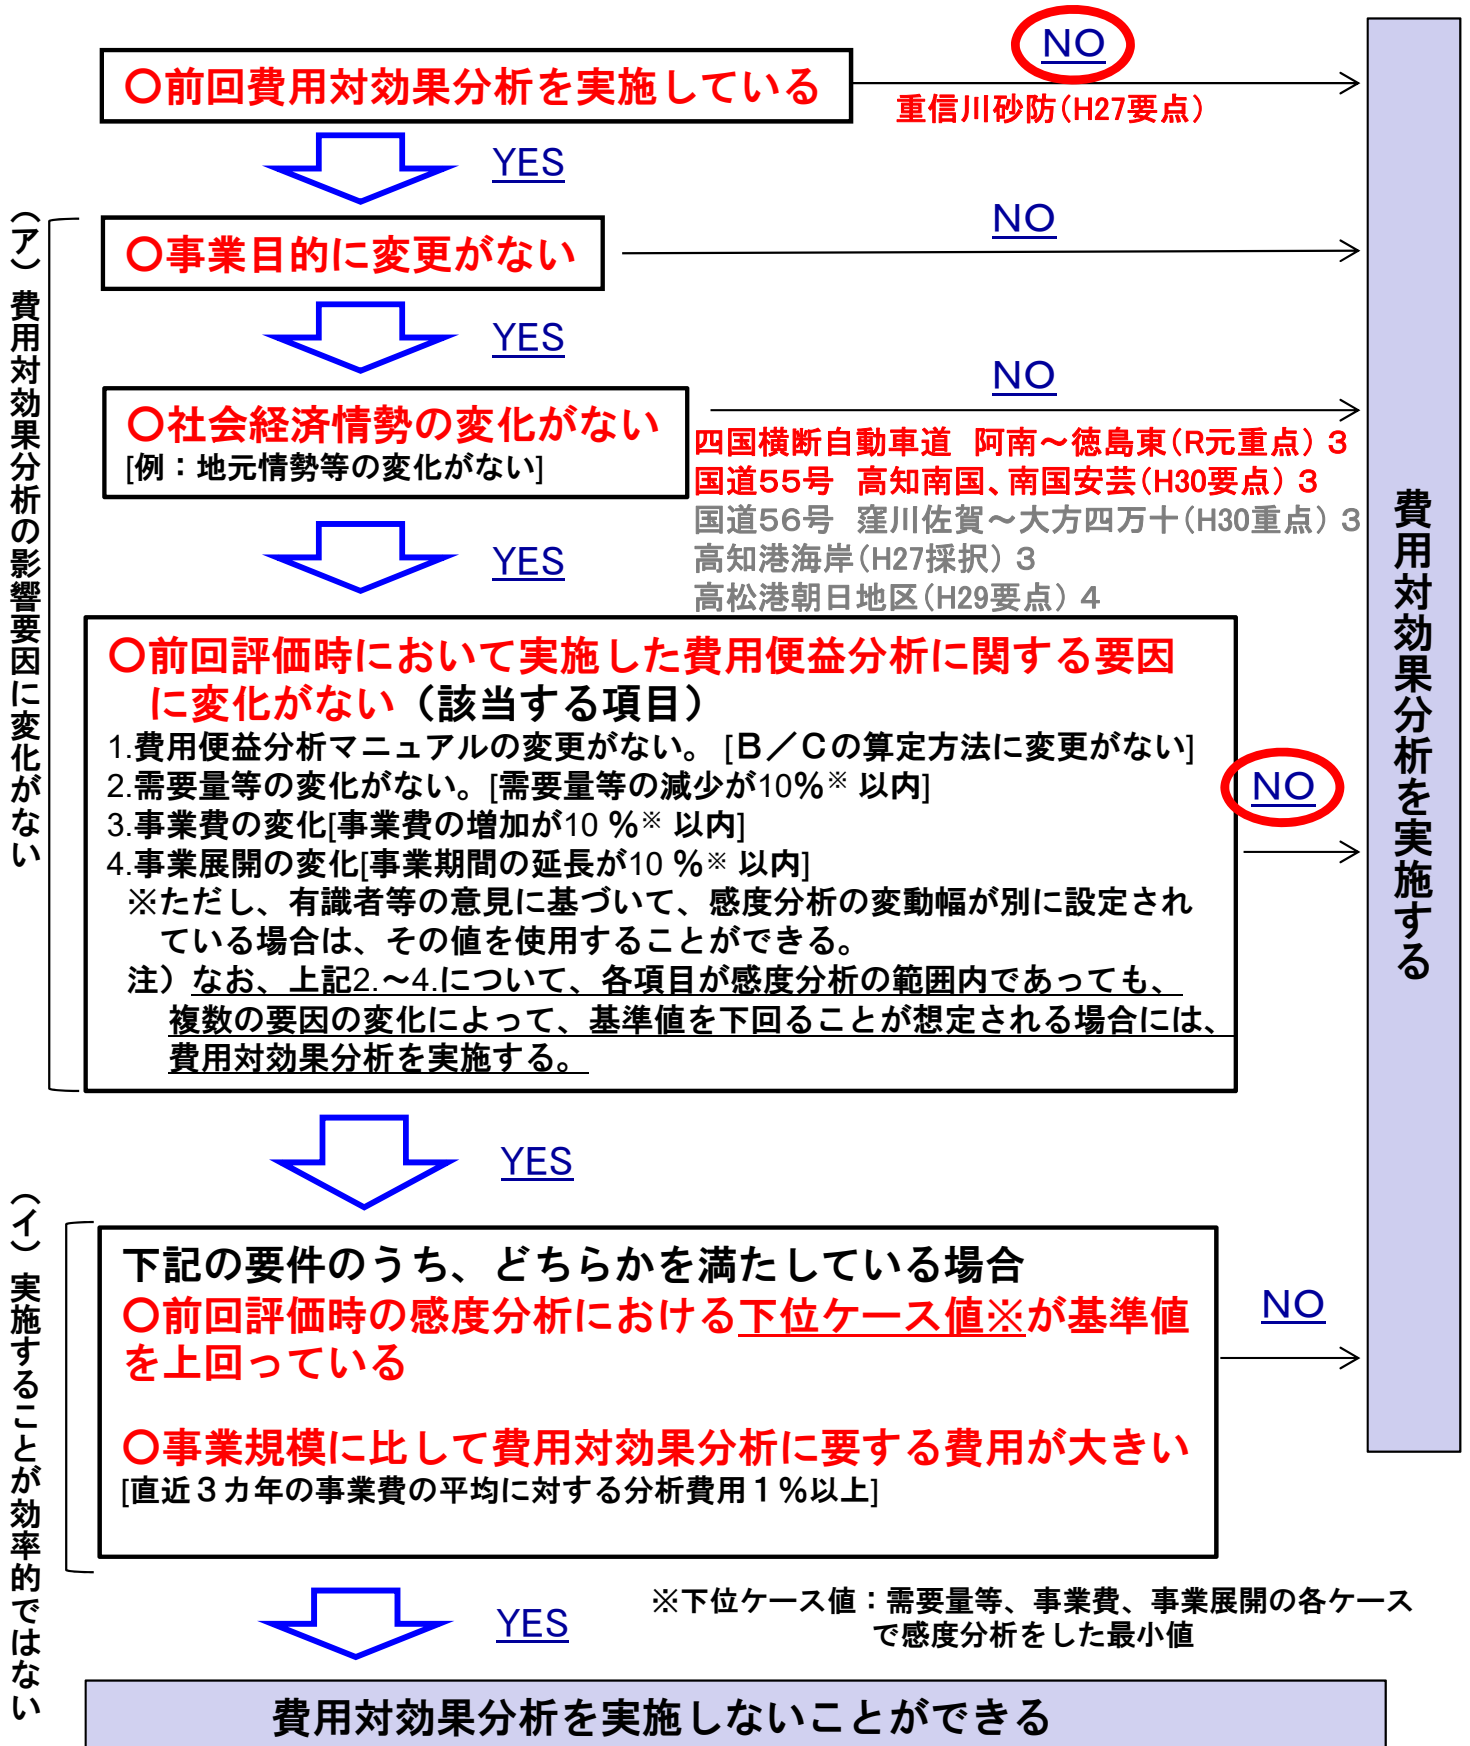 〇前回費用対効果分析を実施している
NO
重信川砂防(H27要点)
YES
(ア) 費用対効果分析の影響要因に変化がない
〇事業目的に変更がない
NO
YES
〇社会経済情勢の変化がない
[例：地元情勢等の変化がない]
NO
四国横断自動車道 阿南～徳島東(R元重点) 3
国道55号 高知南国、南国安芸(H30要点) 3
国道56号 窪川佐賀～大方四万十(H30重点) 3
高知港海岸(H27採択) 3
高松港朝日地区(H29要点) 4
YES
〇前回評価時において実施した費用便益分析に関する要因
に変化がない（該当する項目）
1.費用便益分析マニュアルの変更がない。 [Ｂ／Ｃの算定方法に変更がない]
2.需要量等の変化がない。[需要量等の減少が10%※ 以内]
3.事業費の変化[事業費の増加が10 %※ 以内]
4.事業展開の変化[事業期間の延長が10 %※ 以内]
※ただし、有識者等の意見に基づいて、感度分析の変動幅が別に設定され
ている場合は、その値を使用することができる。
注）なお、上記2.～4.について、各項目が感度分析の範囲内であっても、
複数の要因の変化によって、基準値を下回ることが想定される場合には、
費用対効果分析を実施する。
NO
費用対効果分析を実施する
YES
(イ) 実施することが効率的ではない
下記の要件のうち、どちらかを満たしている場合
〇前回評価時の感度分析における下位ケース値※が基準値
を上回っている
〇事業規模に比して費用対効果分析に要する費用が大きい
[直近３カ年の事業費の平均に対する分析費用１％以上]
NO
YES
※下位ケース値：需要量等、事業費、事業展開の各ケース
で感度分析をした最小値
費用対効果分析を実施しないことができる